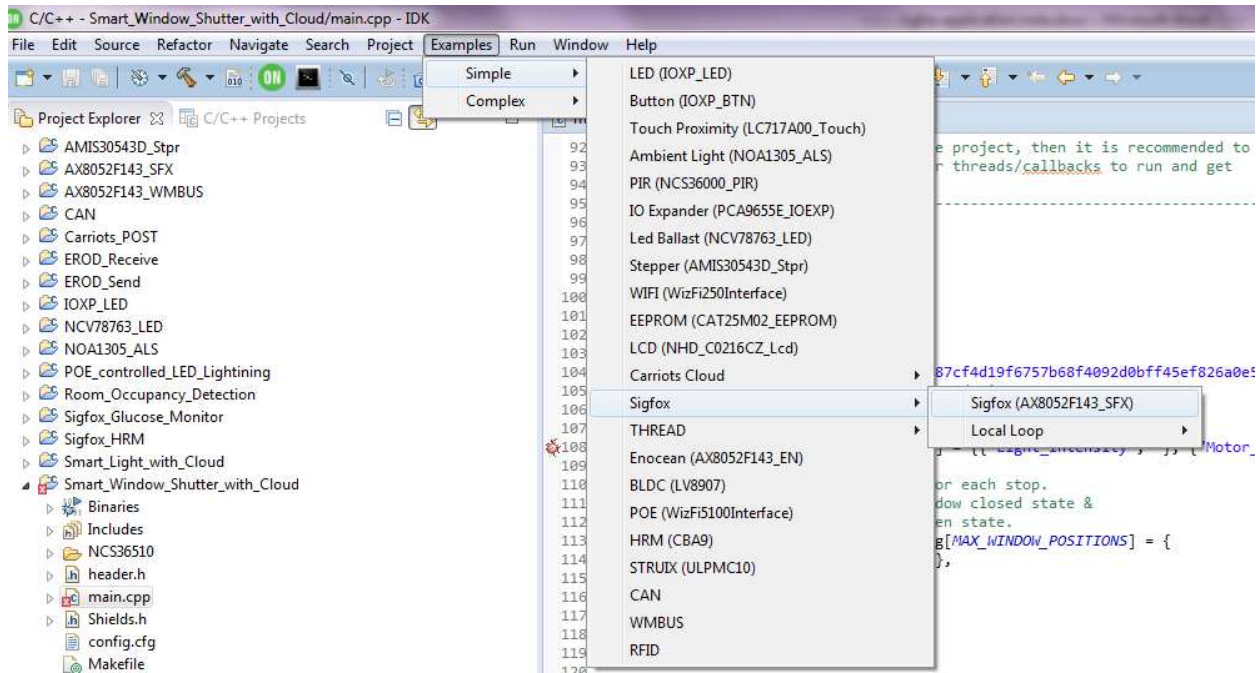 C/C++ - Smart_Window_Shutter_with_Cloud/main.cpp - IDK
File Edit Source Refactor Navigate Search Project Examples Run Window Help
Simple
Complex
Project Explorer C/C++ Projects
AMIS30543D_Stpr
AX8052F143_SFX
AX8052F143_WMBUS
CAN
Carriots_POST
EROD_Receive
EROD_Send
IOXP_LED
NCV78763_LED
NOA1305_ALS
POE_controlled_LED_Lightining
Room_Occupancy_Detection
Sigfox_Glucose_Monitor
Sigfox_HRM
Smart_Light_with_Cloud
Smart_Window_Shutter_with_Cloud
Binaries
Includes
NCS36510
header.h
main.cpp
Shields.h
config.cfg
Makefile
LED (IOXP_LED)
Button (IOXP_BTN)
Touch Proximity (LC717A00_Touch)
Ambient Light (NOA1305_ALS)
PIR (NCS36000_PIR)
IO Expander (PCA9655E_IOEXP)
Led Ballast (NCV78763_LED)
Stepper (AMIS30543D_Stpr)
WIFI (WizFi250Interface)
EEPROM (CAT25M02_EEPROM)
LCD (NHD_C0216CZ_Lcd)
Carriots Cloud
Sigfox
THREAD
Enocean (AX8052F143_EN)
BLDC (LV8907)
POE (WizFi5100Interface)
HRM (CBA9)
STRUIX (ULPMC10)
CAN
WMBUS
RFID
Sigfox (AX8052F143_SFX)
Local Loop
92 e project, then it is recommended to
93 r threads/callbacks to run and get
94
95
96
97
98
99
100
101
102
103
104 87cf4d19f6757b68f4092d0bff45ef826a0e5
105
106
107
108 "Motor_
109
110 or each stop.
111 dow closed state &
112 en state.
113 g[MAX_WINDOW_POSITIONS] = {
114 },
115
116
117
118
119
120